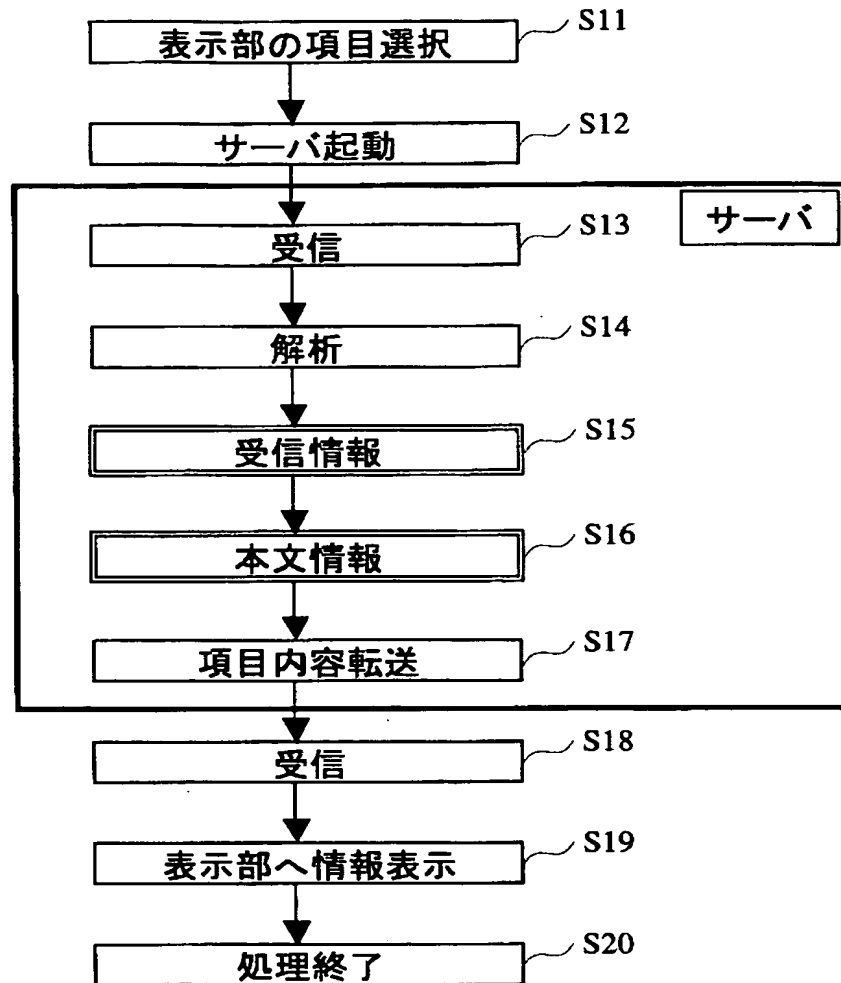 表示部の項目選択 S11
サーバ起動 S12
サーバ
受信 S13
解析 S14
受信情報 S15
本文情報 S16
項目内容転送 S17
受信 S18
表示部へ情報表示 S19
処理終了 S20